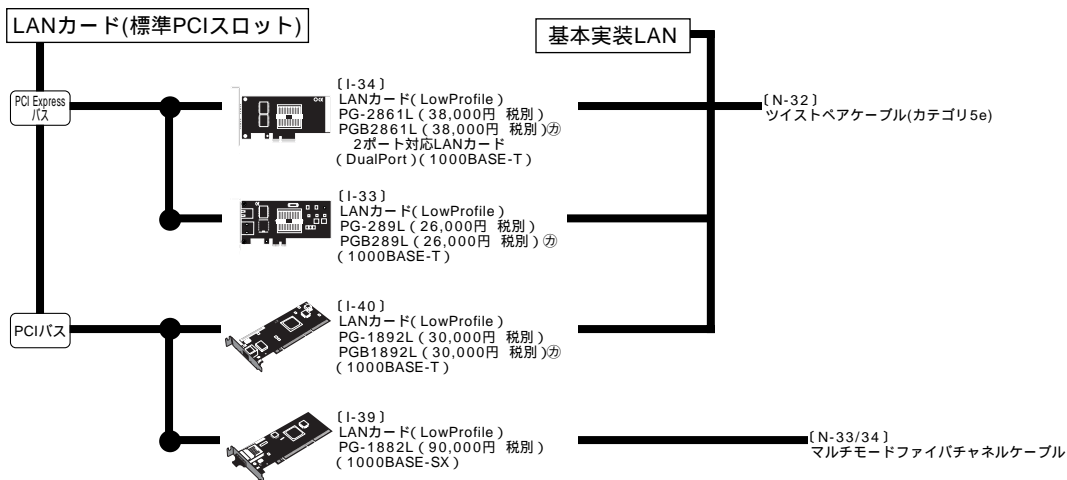 LANカード(標準PCIスロット)
基本実装LAN
PCI Express
バス
〔I-34〕
LANカード(LowProfile)
PG-2861L(38,000円 税別)
PGB2861L(38,000円 税別)㋕
2ポート対応LANカード
(DualPort)(1000BASE-T)
〔N-32〕
ツイストペアケーブル(カテゴリ5e)
〔I-33〕
LANカード(LowProfile)
PG-289L(26,000円 税別)
PGB289L(26,000円 税別)㋕
(1000BASE-T)
PCIバス
〔I-40〕
LANカード(LowProfile)
PG-1892L(30,000円 税別)
PGB1892L(30,000円 税別)㋕
(1000BASE-T)
〔I-39〕
LANカード(LowProfile)
PG-1882L(90,000円 税別)
(1000BASE-SX)
〔N-33/34〕
マルチモードファイバチャネルケーブル